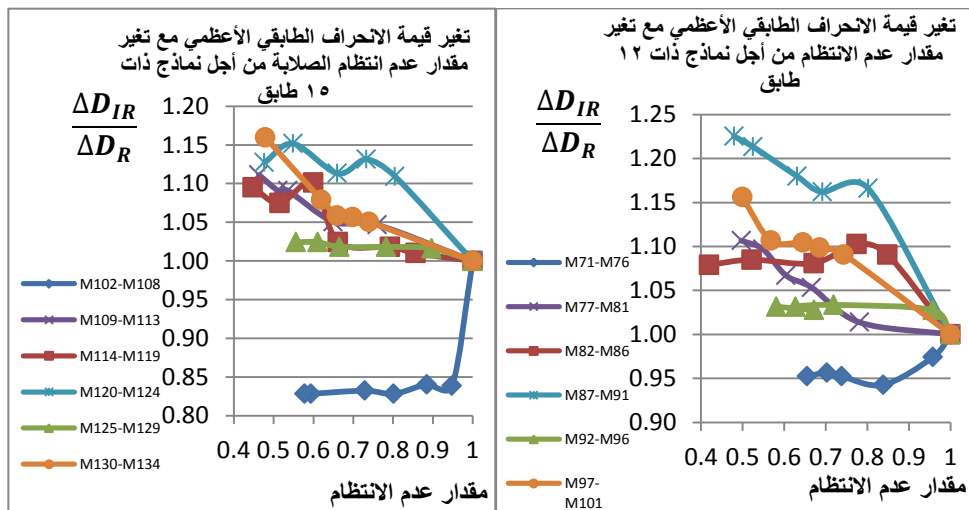 تغير قيمة الانحراف الطابقي الأعظمي مع تغير
مقدار عدم الانتظام من أجل نماذج ذات ١٢
طابق
ΔD_IR
ΔD_R
1.25
1.20
1.15
1.10
1.05
1.00
0.95
0.90
0.4 0.5 0.6 0.7 0.8 0.9 1
مقدار عدم الانتظام
M71-M76
M77-M81
M82-M86
M87-M91
M92-M96
M97-
M101
تغير قيمة الانحراف الطابقي الأعظمي مع تغير
مقدار عدم انتظام الصلابة من أجل نماذج ذات
١٥ طابق
ΔD_IR
ΔD_R
1.20
1.15
1.10
1.05
1.00
0.95
0.90
0.85
0.80
0.4 0.5 0.6 0.7 0.8 0.9 1
مقدار عدم الانتظام
M102-M108
M109-M113
M114-M119
M120-M124
M125-M129
M130-M134